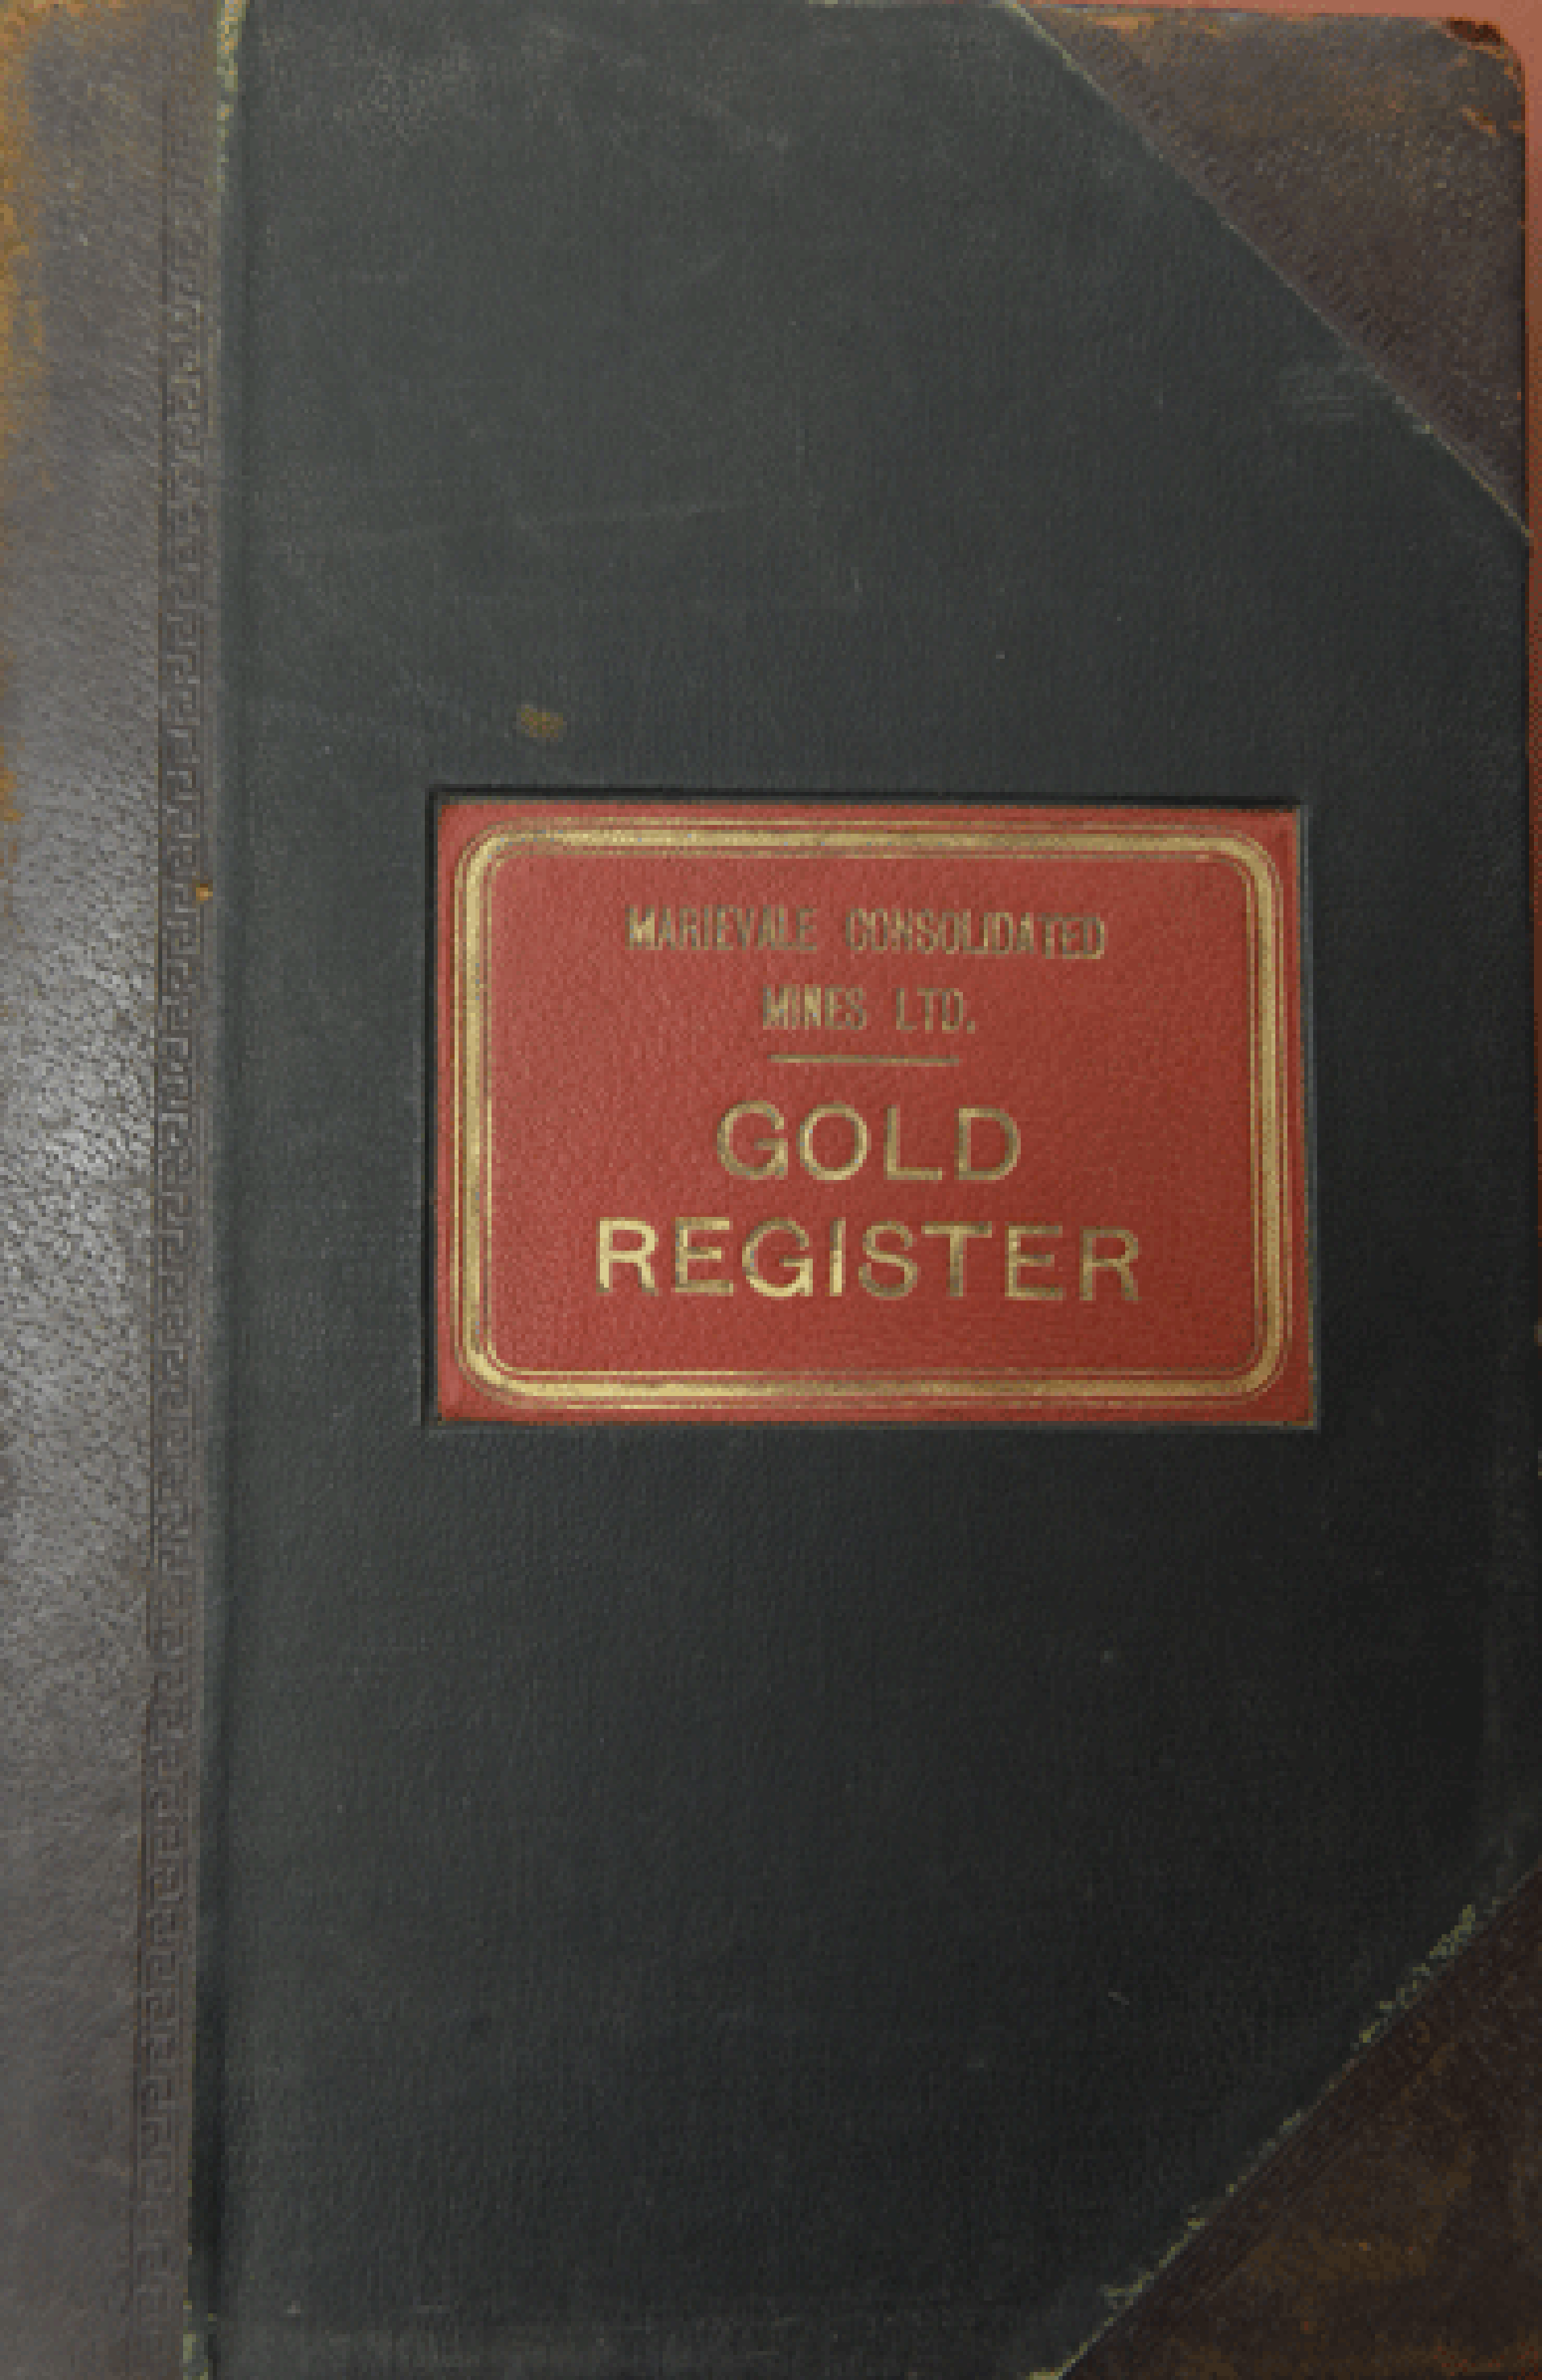 MARIEVALE CONSOLIDATED
MINES LTD.
GOLD
REGISTER